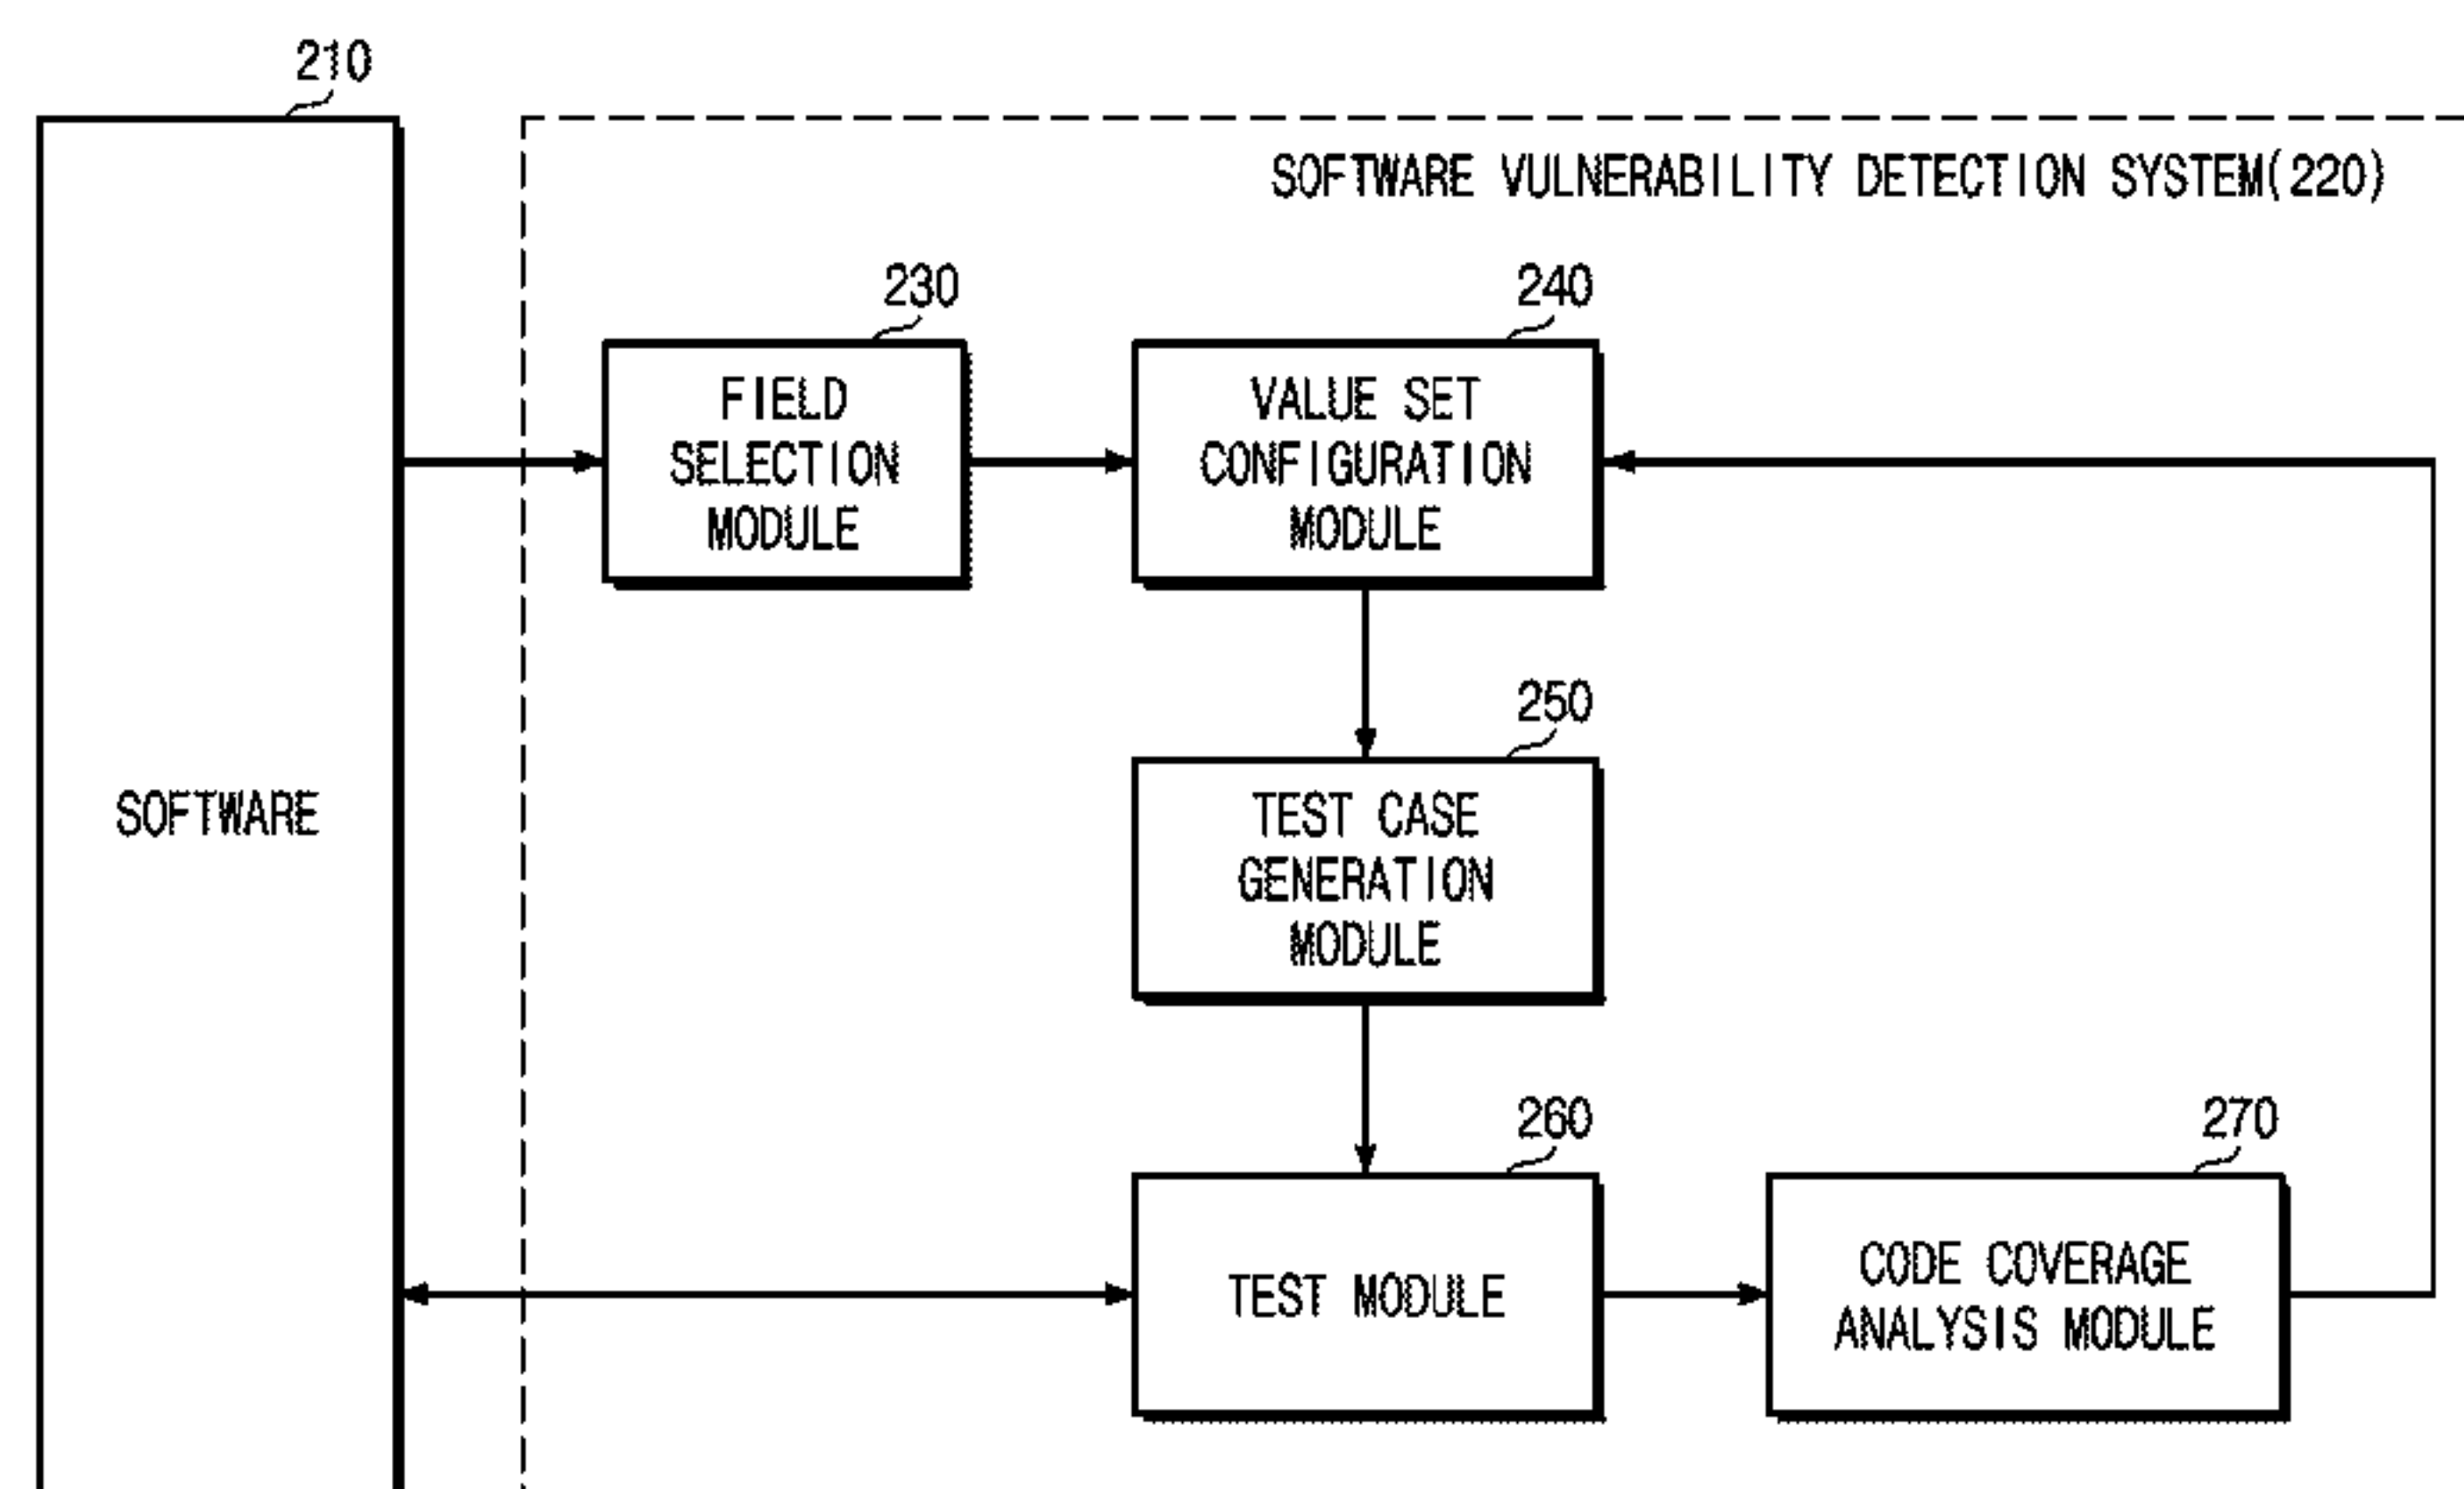 210
SOFTWARE VULNERABILITY DETECTION SYSTEM(220)
230
240
FIELD
SELECTION
MODULE
VALUE SET
CONFIGURATION
MODULE
250
SOFTWARE
TEST CASE
GENERATION
MODULE
260
270
TEST MODULE
CODE COVERAGE
ANALYSIS MODULE